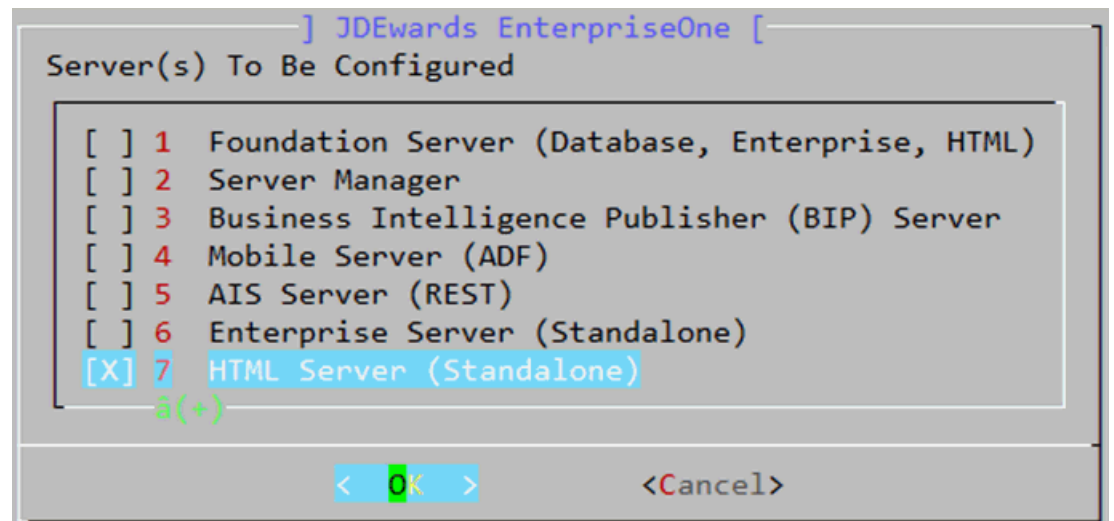 ] JDEwards EnterpriseOne [
Server(s) To Be Configured
[ ] 1 Foundation Server (Database, Enterprise, HTML)
[ ] 2 Server Manager
[ ] 3 Business Intelligence Publisher (BIP) Server
[ ] 4 Mobile Server (ADF)
[ ] 5 AIS Server (REST)
[ ] 6 Enterprise Server (Standalone)
[X] 7 HTML Server (Standalone)
â(+)
< OK > <Cancel>